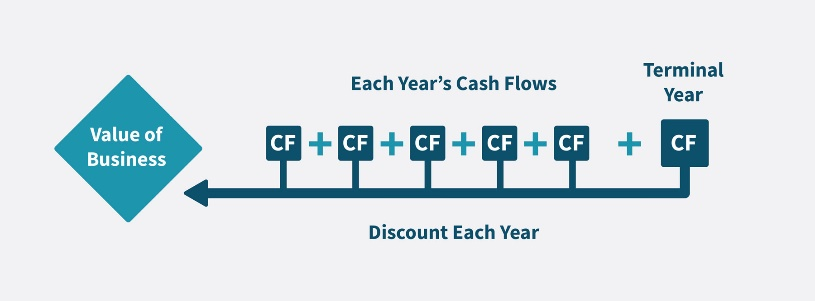 Terminal
Year
Each Year's Cash Flows
Value of
Business
CF + CF + CF + CF + CF + CF
Discount Each Year